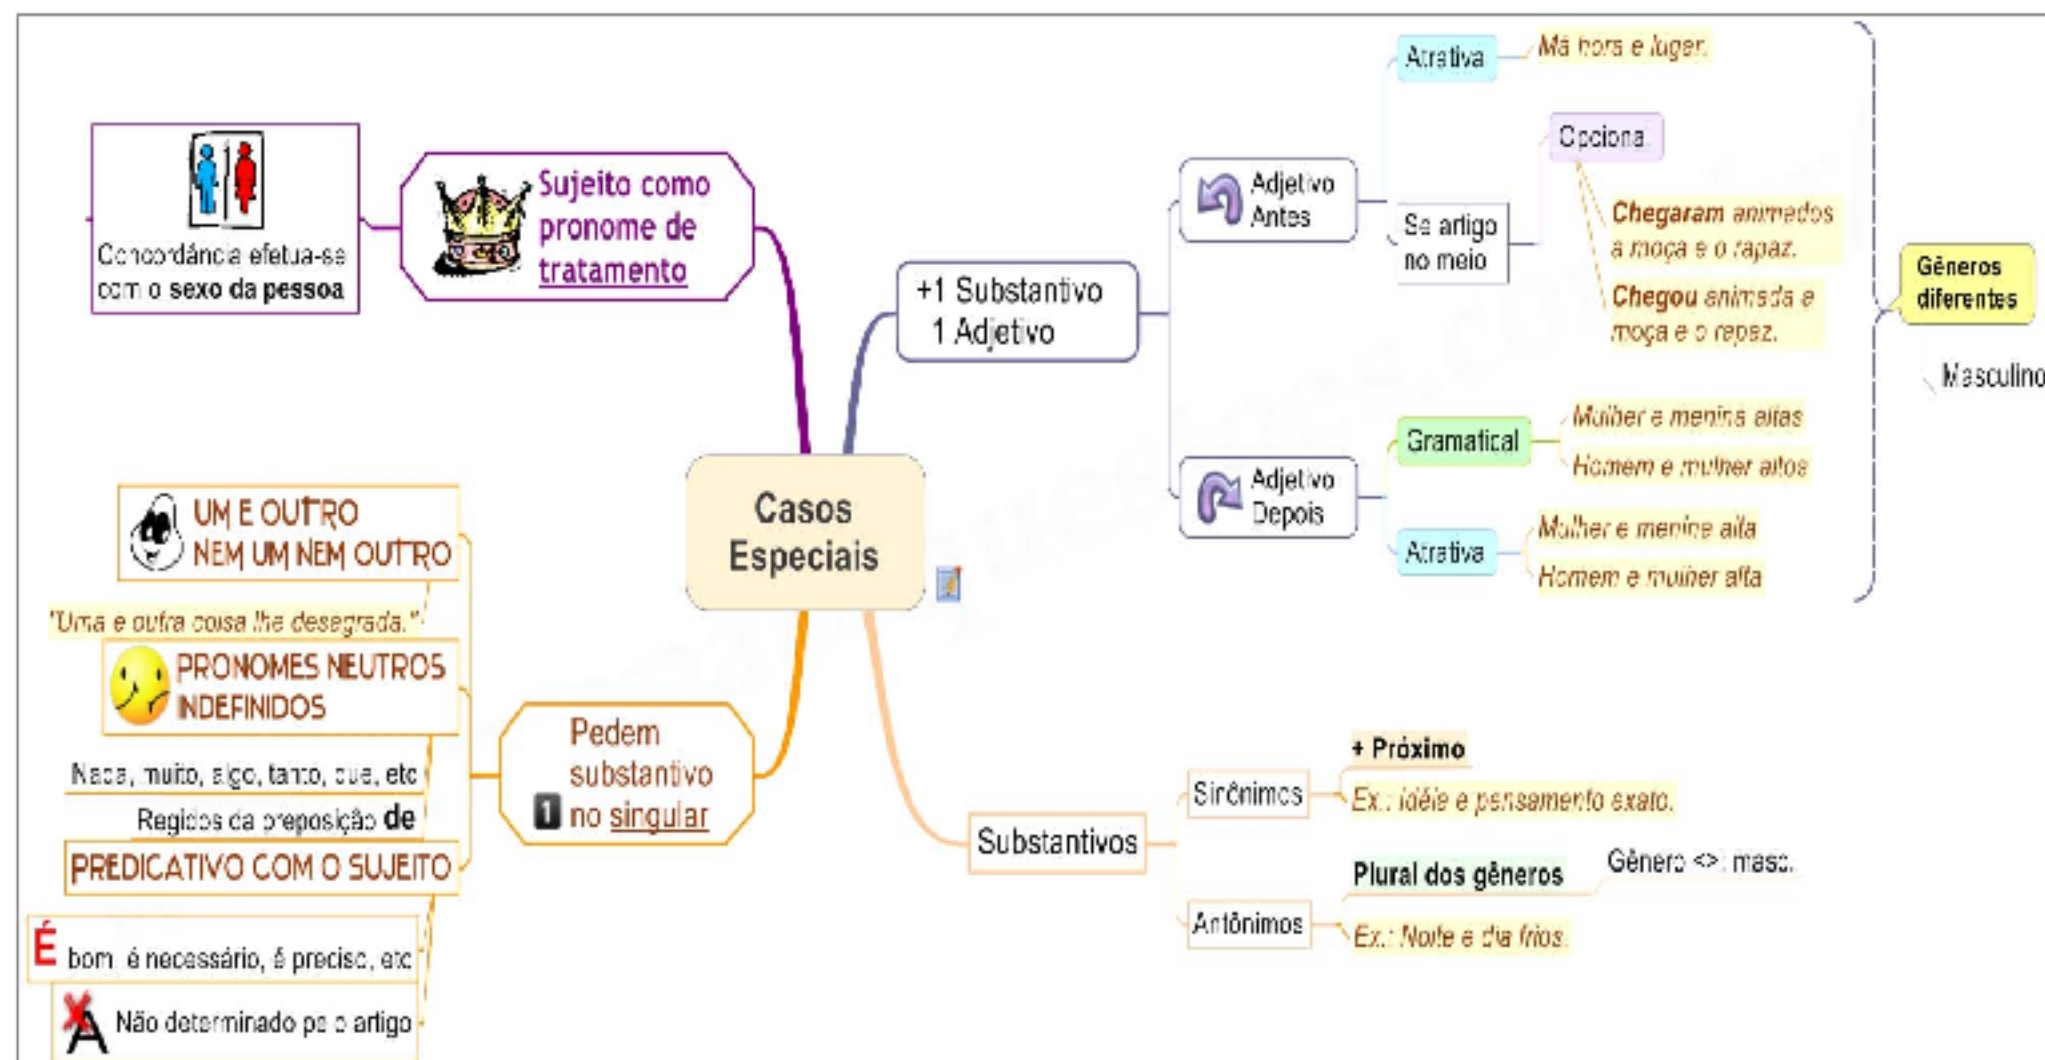 Casos
Especiais
Sujeito como
pronome de
tratamento
Concordância efetua-se
com o sexo da pessoa
+1 Substantivo
1 Adjetivo
Adjetivo
Antes
Atrativa
Má hora e lugar.
Se artigo
no meio
Opciona
Chegaram animados
a moça e o rapaz.
Chegou animada a
moça e o rapaz.
Adjetivo
Depois
Gramatical
Mulher e menina altas
Homem e mulher altos
Atrativa
Mulher e menina alta
Homem e mulher alta
Gêneros
diferentes
Masculino
UM E OUTRO
NEM UM NEM OUTRO
"Uma e outra coisa lhe desagrada."
PRONOMES NEUTROS
INDEFINIDOS
Nada, muito, algo, tanto, que, etc
Regidos da preposição de
PREDICATIVO COM O SUJEITO
É bom, é necessário, é preciso, etc
A Não determinado pe o artigo
Pedem
substantivo
1 no singular
Substantivos
Sinônimos
+ Próximo
Ex.: Idéia e pensamento exato.
Antônimos
Plural dos gêneros
Gênero <>: masc.
Ex.: Noite e dia frios.